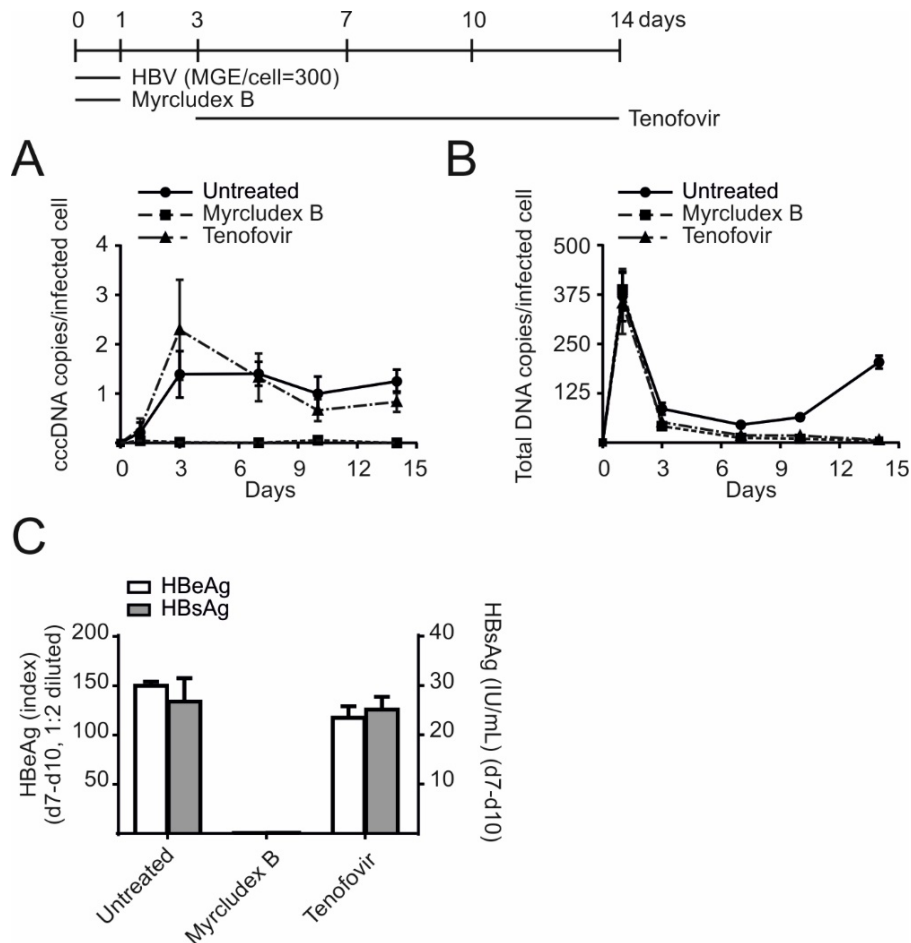 0 1 3 7 10 14 days
HBV (MGE/cell=300)
Myrcludex B
Tenofovir
A
Untreated
Myrcludex B
Tenofovir
cccDNA copies/infected cell
4
3
2
1
0 3 6 9 12 15
Days
B
Untreated
Myrcludex B
Tenofovir
Total DNA copies/infected cell
500
375
250
125
0 3 6 9 12 15
Days
C
HBeAg
HBsAg
HBeAg (index)
(d7-d10, 1:2 diluted)
200
150
100
50
40
30
20
10
HBsAg (IU/mL) (d7-d10)
Untreated
Myrcludex B
Tenofovir